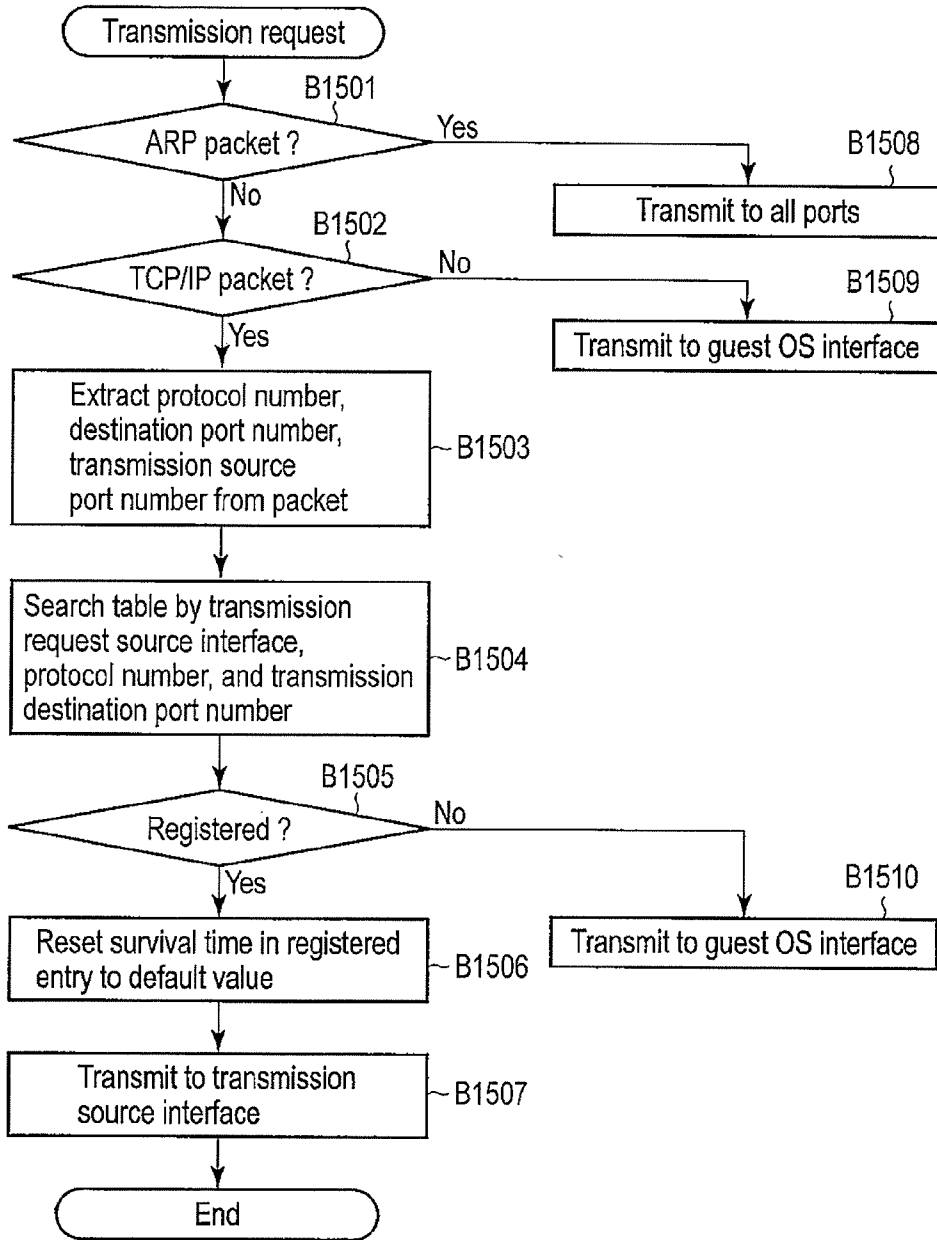 Transmission request
B1501
ARP packet ?
Yes
No
B1508
Transmit to all ports
B1502
TCP/IP packet ?
No
Yes
B1509
Transmit to guest OS interface
Extract protocol number,
destination port number,
transmission source
port number from packet
B1503
Search table by transmission
request source interface,
protocol number, and transmission
destination port number
B1504
B1505
Registered ?
No
Yes
B1510
Transmit to guest OS interface
Reset survival time in registered
entry to default value
B1506
Transmit to transmission
source interface
B1507
End